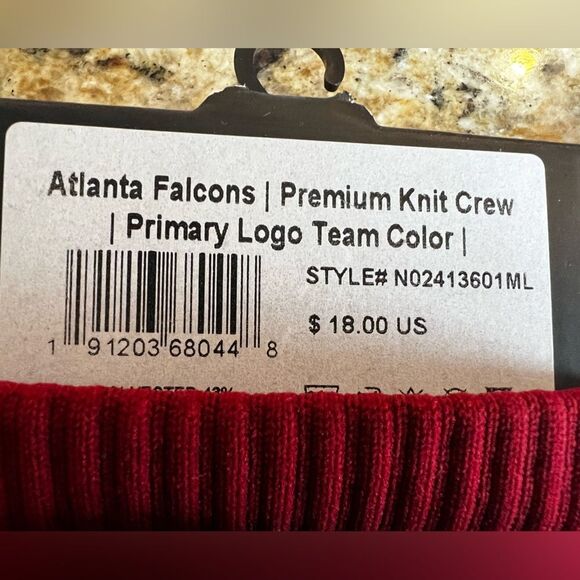 Atlanta Falcons | Premium Knit Crew
| Primary Logo Team Color |
STYLE# N02413601ML
$ 18.00 US
1 91203 68044 8